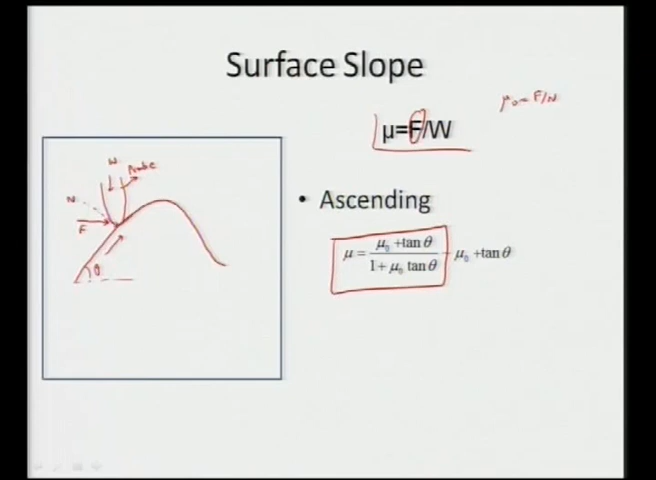 Surface Slope
μ₀ = F/N
μ=F/W
W
N
F
θ
• Ascending
μ = (μ₀ + tan θ)/(1 + μ₀ tan θ) ~ μ₀ + tan θ